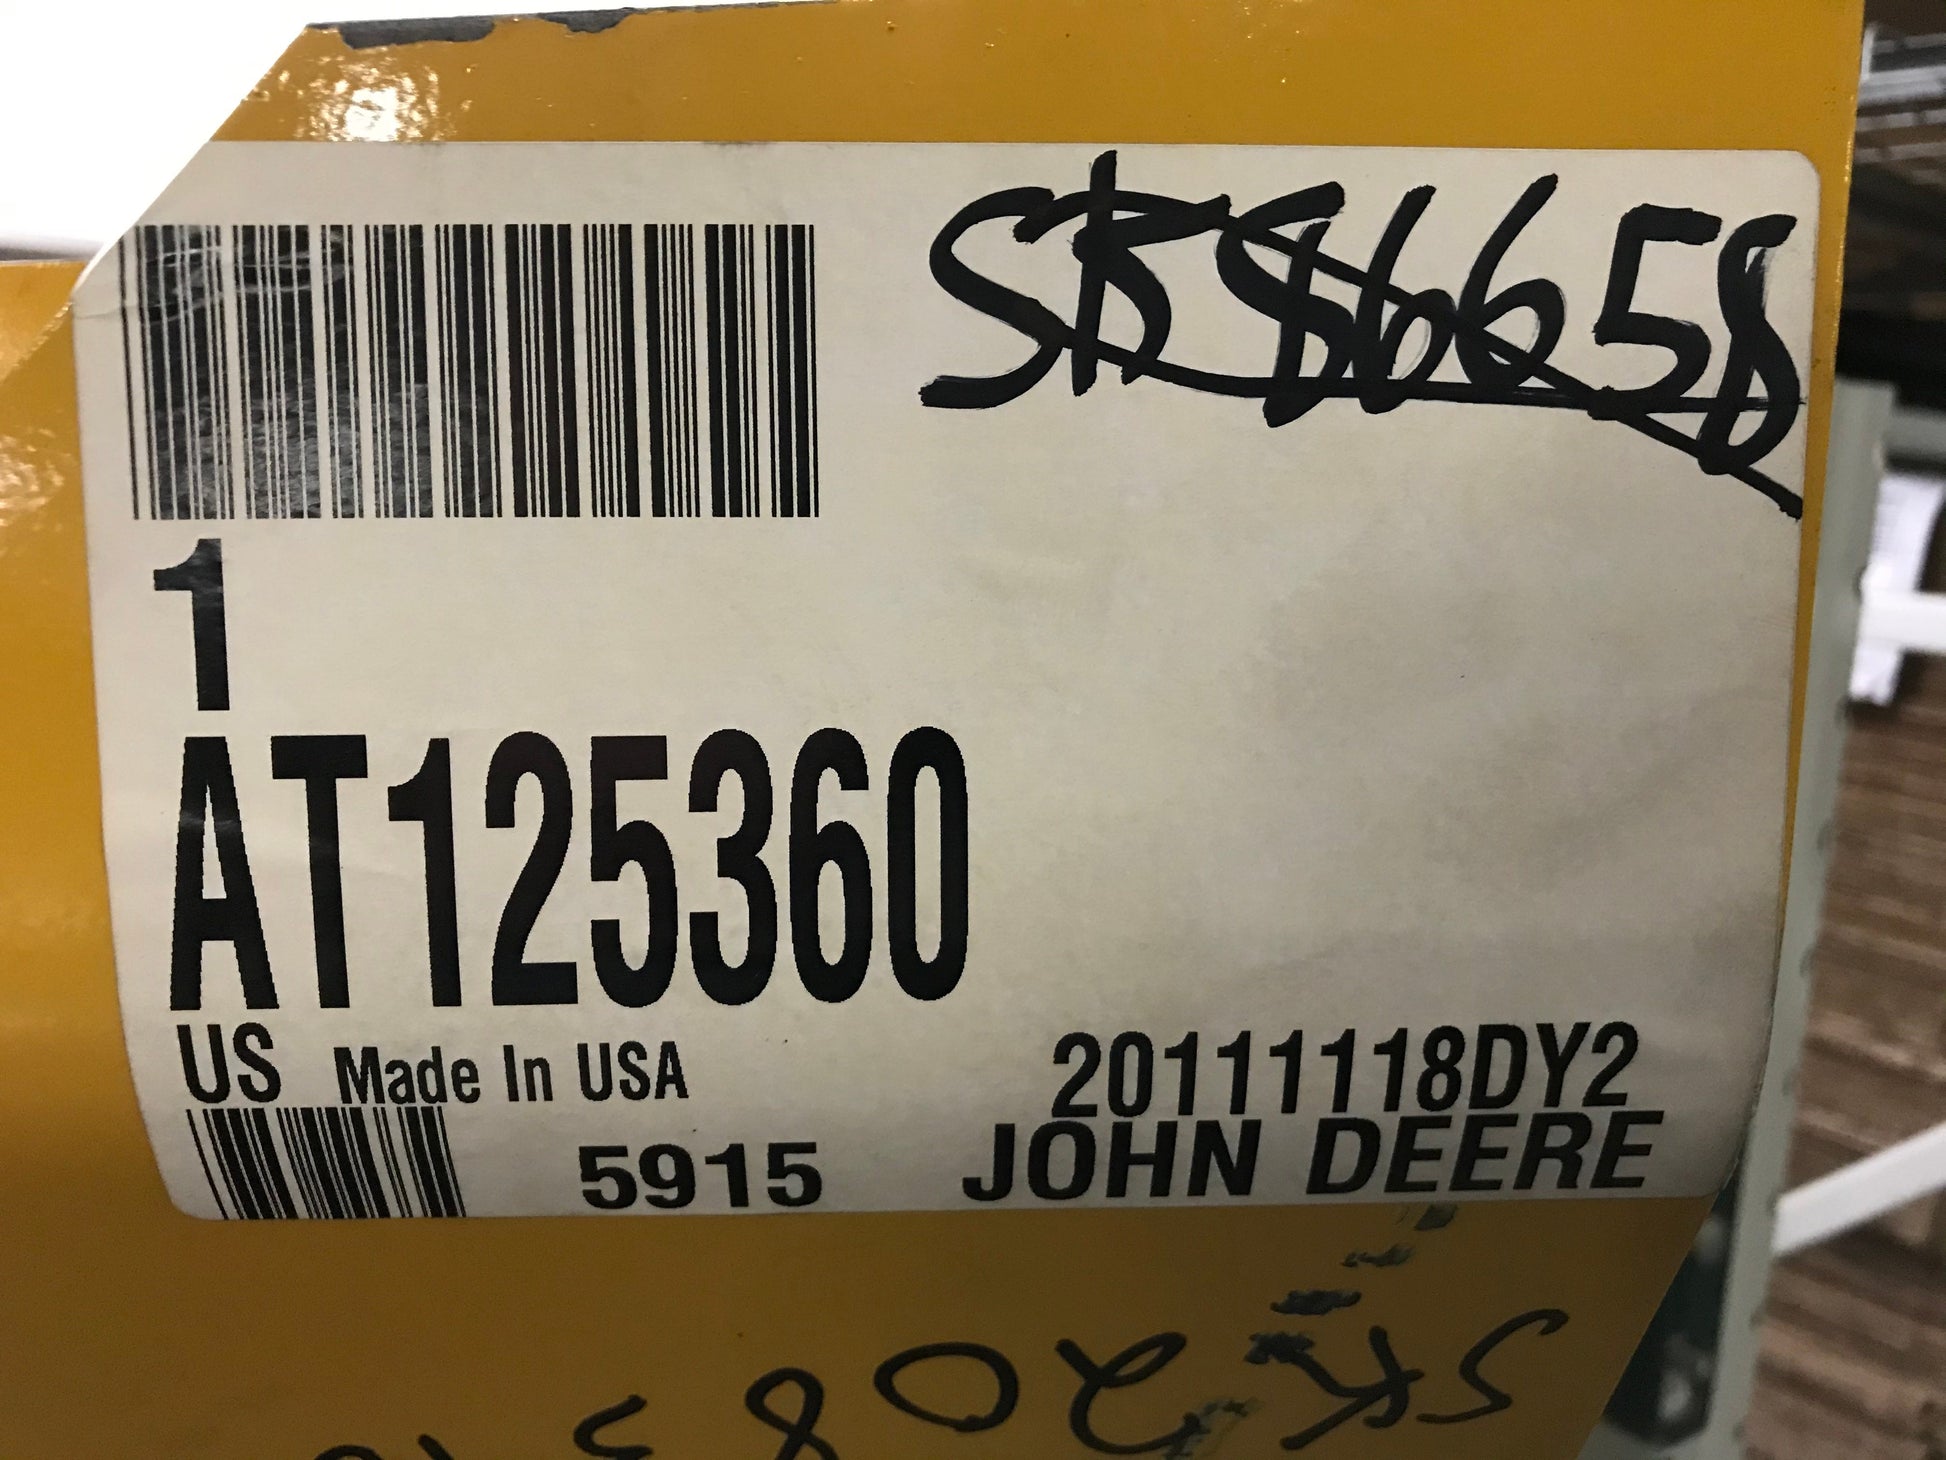 1
AT125360
US Made In USA
20111118DY2
5915
JOHN DEERE